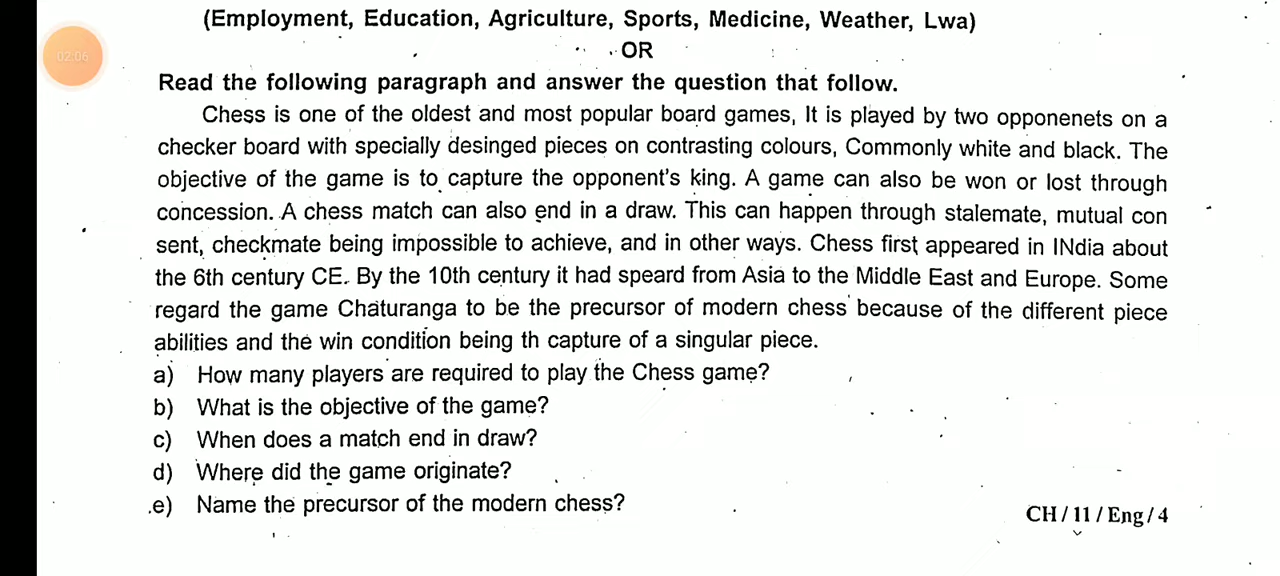 (Employment, Education, Agriculture, Sports, Medicine, Weather, Lwa)
02:06
OR
Read the following paragraph and answer the question that follow.
Chess is one of the oldest and most popular board games, It is played by two opponenets on a
checker board with specially desinged pieces on contrasting colours, Commonly white and black. The
objective of the game is to capture the opponent's king. A game can also be won or lost through
concession. A chess match can also end in a draw. This can happen through stalemate, mutual con
sent, checkmate being impossible to achieve, and in other ways. Chess first appeared in INdia about
the 6th century CE. By the 10th century it had speard from Asia to the Middle East and Europe. Some
regard the game Chaturanga to be the precursor of modern chess because of the different piece
abilities and the win condition being th capture of a singular piece.
a) How many players are required to play the Chess game?
b) What is the objective of the game?
c) When does a match end in draw?
d) Where did the game originate?
e) Name the precursor of the modern chess?
CH / 11 / Eng / 4